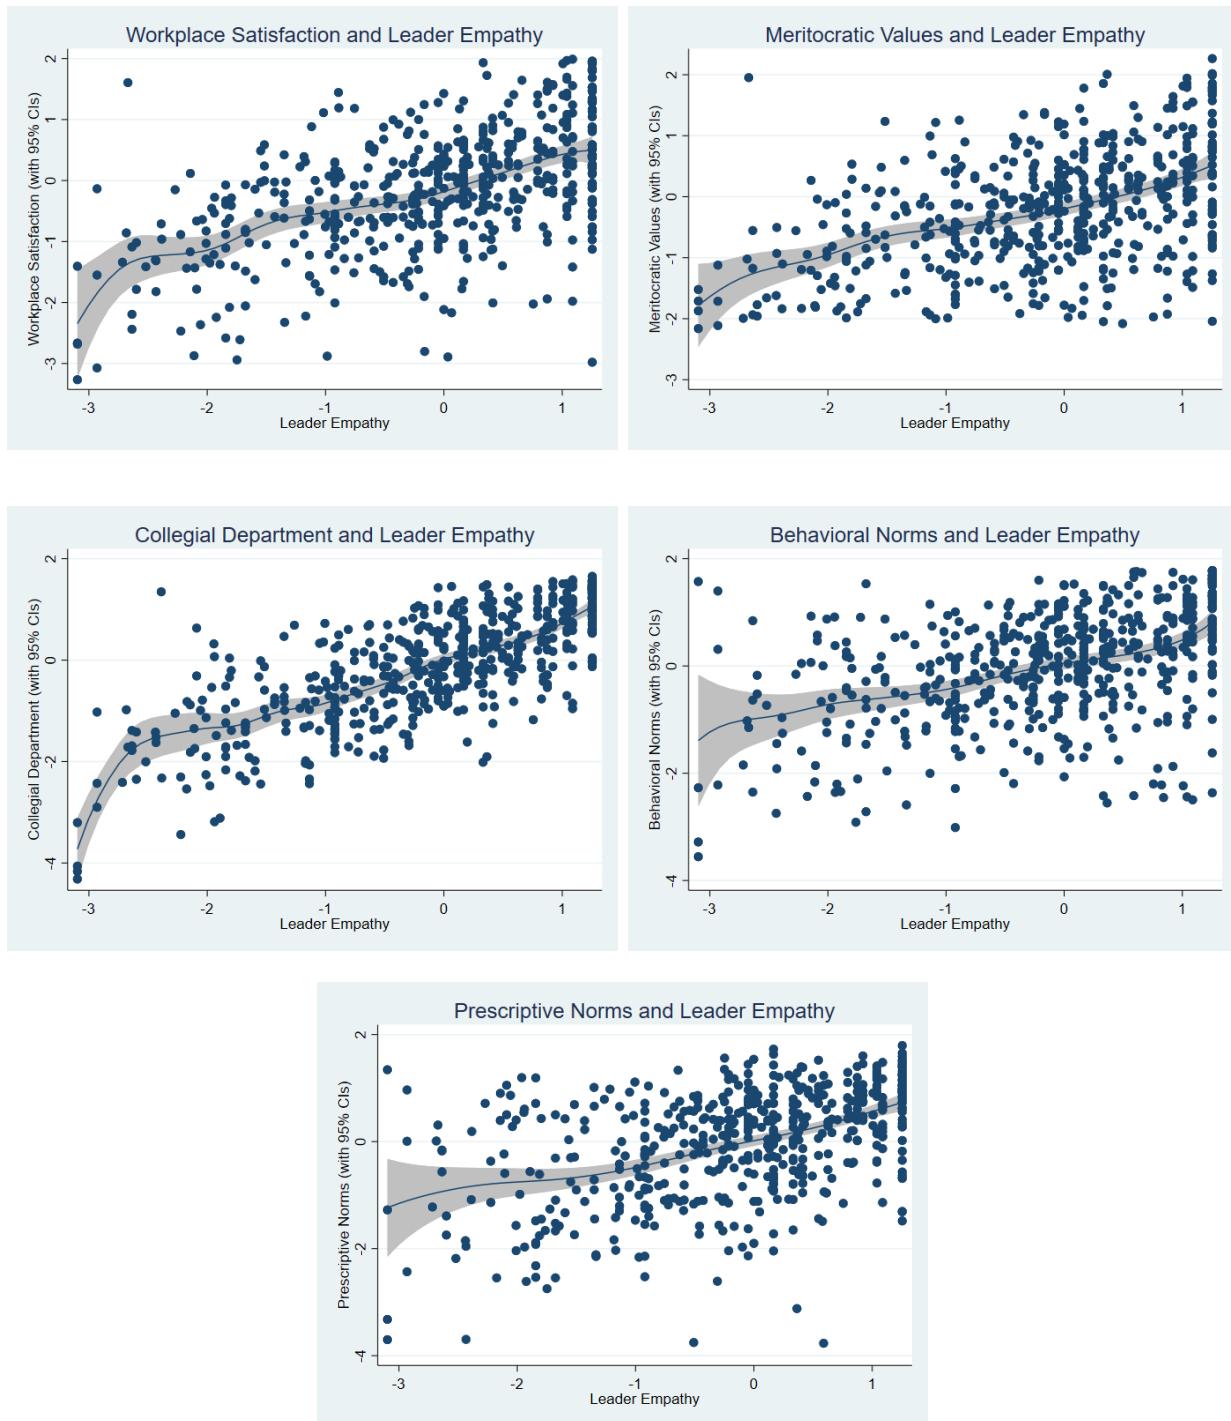 Workplace Satisfaction and Leader Empathy
Workplace Satisfaction (with 95% CIs)
2
1
0
-1
-2
-3
-3 -2 -1 0 1
Leader Empathy
Meritocratic Values and Leader Empathy
Meritocratic Values (with 95% CIs)
2
1
0
-1
-2
-3
-3 -2 -1 0 1
Leader Empathy
Collegial Department and Leader Empathy
Collegial Department (with 95% CIs)
2
0
-2
-4
-3 -2 -1 0 1
Leader Empathy
Behavioral Norms and Leader Empathy
Behavioral Norms (with 95% CIs)
2
0
-2
-4
-3 -2 -1 0 1
Leader Empathy
Prescriptive Norms and Leader Empathy
Prescriptive Norms (with 95% CIs)
2
0
-2
-4
-3 -2 -1 0 1
Leader Empathy